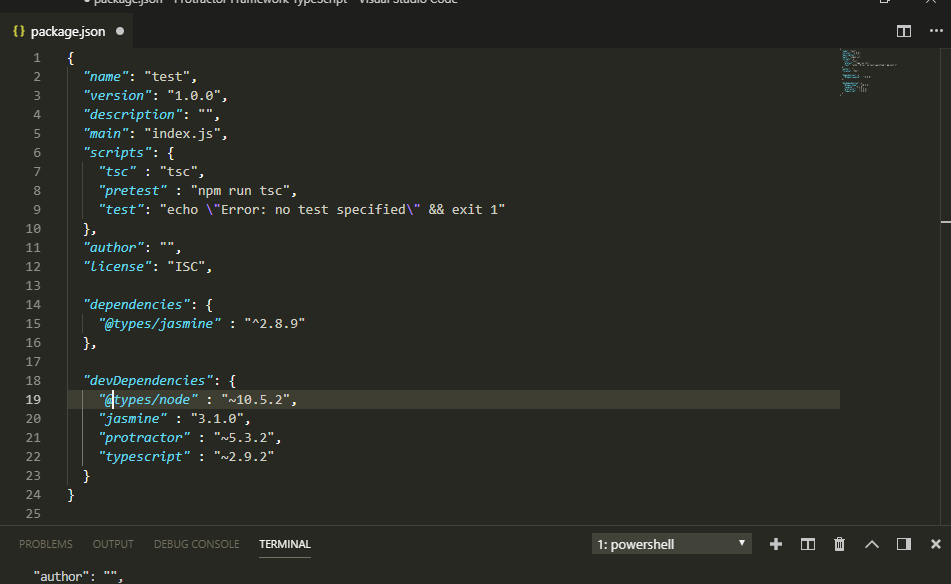 package.json - Protractor Framework TypeScript - Visual Studio Code
{} package.json ●
1 {
2 "name": "test",
3 "version": "1.0.0",
4 "description": "",
5 "main": "index.js",
6 "scripts": {
7 "tsc" : "tsc",
8 "pretest" : "npm run tsc",
9 "test": "echo \"Error: no test specified\" && exit 1"
10 },
11 "author": "",
12 "license": "ISC",
13
14 "dependencies": {
15 "@types/jasmine" : "^2.8.9"
16 },
17
18 "devDependencies": {
19 "@types/node" : "~10.5.2",
20 "jasmine" : "3.1.0",
21 "protractor" : "~5.3.2",
22 "typescript" : "~2.9.2"
23 }
24 }
25
PROBLEMS OUTPUT DEBUG CONSOLE TERMINAL 1: powershell
"author": "",